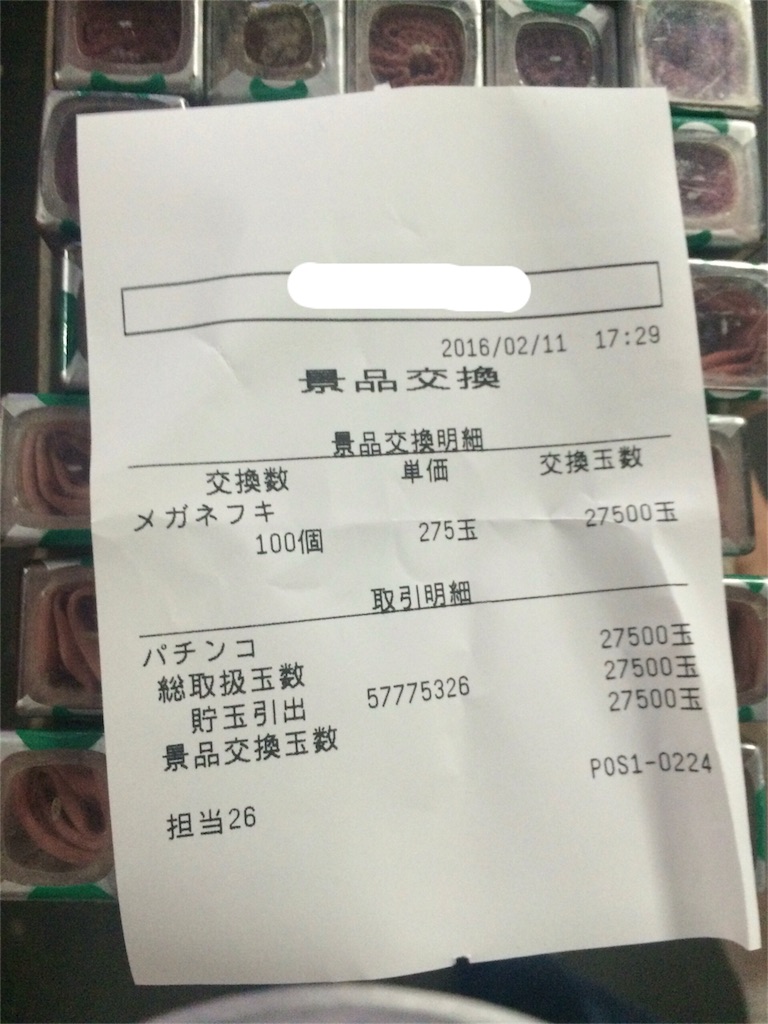 2016/02/11 17:29
景品交換
景品交換明細
交換数 単価 交換玉数
メガネフキ
100個 275玉 27500玉
取引明細
パチンコ
総取扱玉数 27500玉
貯玉引出 57775326 27500玉
景品交換玉数 27500玉
POS1-0224
担当26